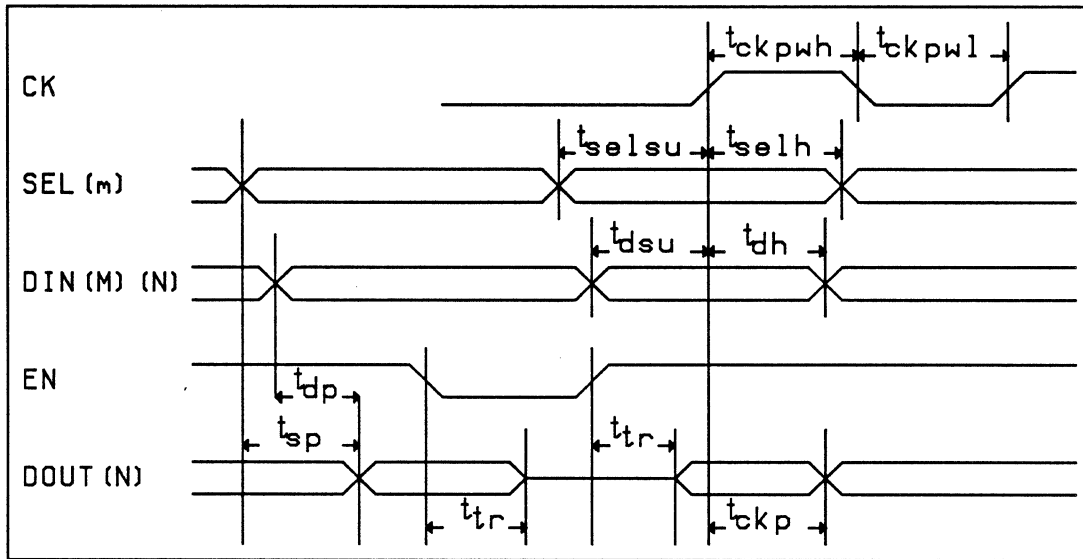 tckpwh tckpwl
CK
tselsu tselh
SEL (m)
tdsu tdh
DIN (M) (N)
EN
tdp
tsp ttr
DOUT (N)
ttr tckp